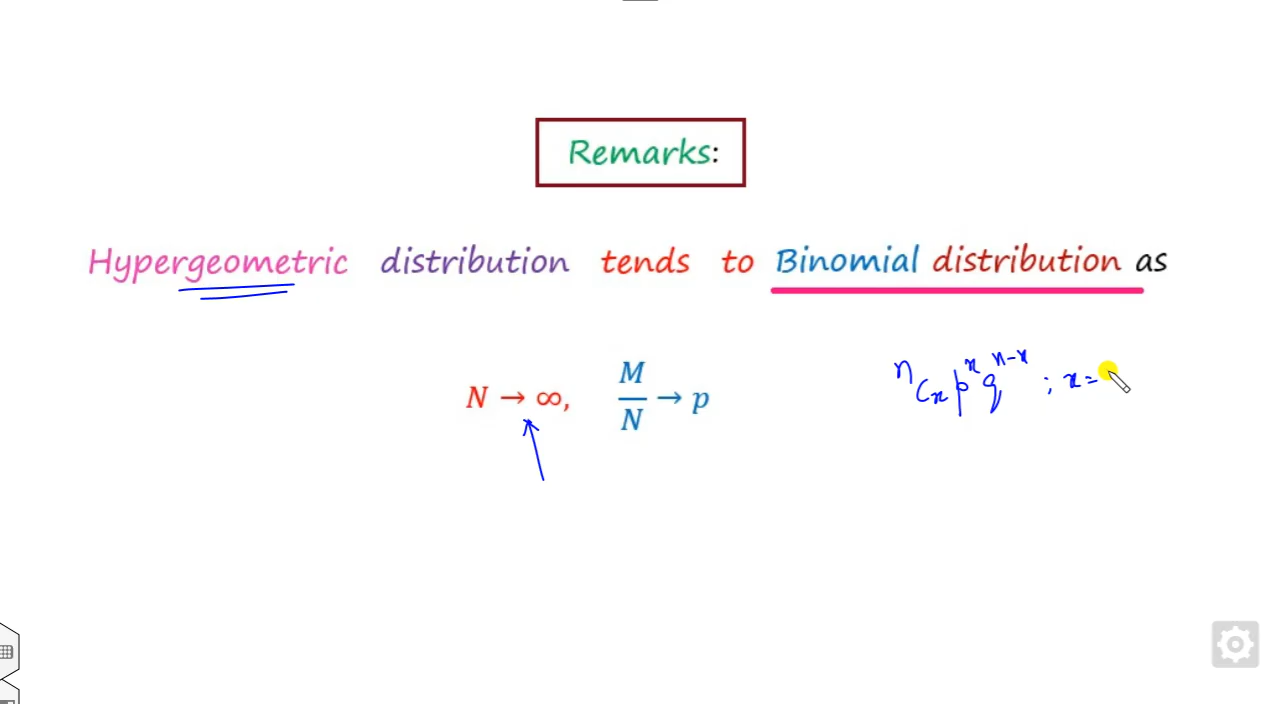 Remarks:
Hypergeometric distribution tends to Binomial distribution as
N → ∞, M/N → p
ⁿCₓ pˣ qⁿ⁻ˣ ; x=